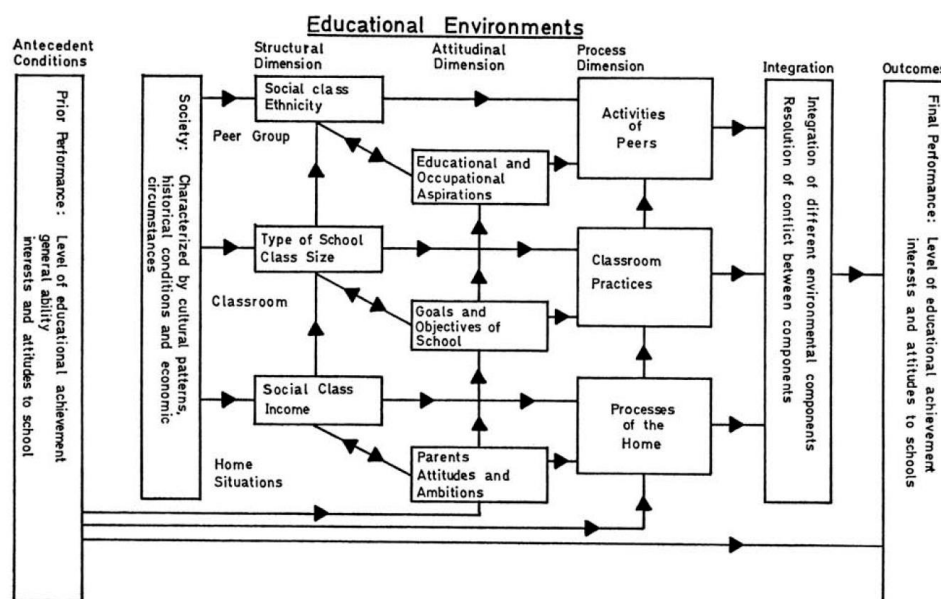 Educational Environments
Antecedent
Conditions
Structural
Dimension
Attitudinal
Dimension
Process
Dimension
Integration
Outcomes
Prior Performance: Level of educational achievement
general ability
interests and attitudes to school
Society: Characterized by cultural patterns,
historical conditions and economic
circumstances
Social class
Ethnicity
Peer Group
Educational and
Occupational
Aspirations
Activities
of
Peers
Type of School
Class Size
Classroom
Goals and
Objectives of
School
Classroom
Practices
Social Class
Income
Home
Situations
Parents
Attitudes and
Ambitions
Processes
of the
Home
Integration of different environmental components
Resolution of conflict between components
Final Performance: Level of educational achievement
interests and attitudes to schools